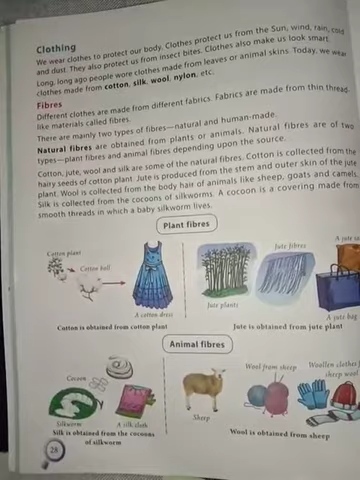 Clothing
We wear clothes to protect our body. Clothes protect us from the Sun, wind, rain, cold
and dust. They also protect us from insect bites. Clothes also make us look smart.
Long, long ago people wore clothes made from leaves or animal skins. Today, we wear
clothes made from cotton, silk, wool, nylon, etc.
Fibres
Different clothes are made from different fabrics. Fabrics are made from thin thread-
like materials called fibres.
There are mainly two types of fibres—natural and human-made.
Natural fibres are obtained from plants or animals. Natural fibres are of two
types—plant fibres and animal fibres depending upon the source.
Cotton, jute, wool and silk are some of the natural fibres. Cotton is collected from the
hairy seeds of cotton plant. Jute is produced from the stem and outer skin of the jute
plant. Wool is collected from the body hair of animals like sheep, goats and camels.
Silk is collected from the cocoons of silkworms. A cocoon is a covering made from
smooth threads in which a baby silkworm lives.
Plant fibres
Cotton plant
Cotton ball
A cotton dress
Cotton is obtained from cotton plant
Jute plants
Jute fibres
A jute
A jute bag
Jute is obtained from jute plant
Animal fibres
Cocoon
Silkworm
A silk cloth
Silk is obtained from the cocoons
of silkworm
Sheep
Wool from sheep
Woollen clothes
sheep wool
Wool is obtained from sheep
28